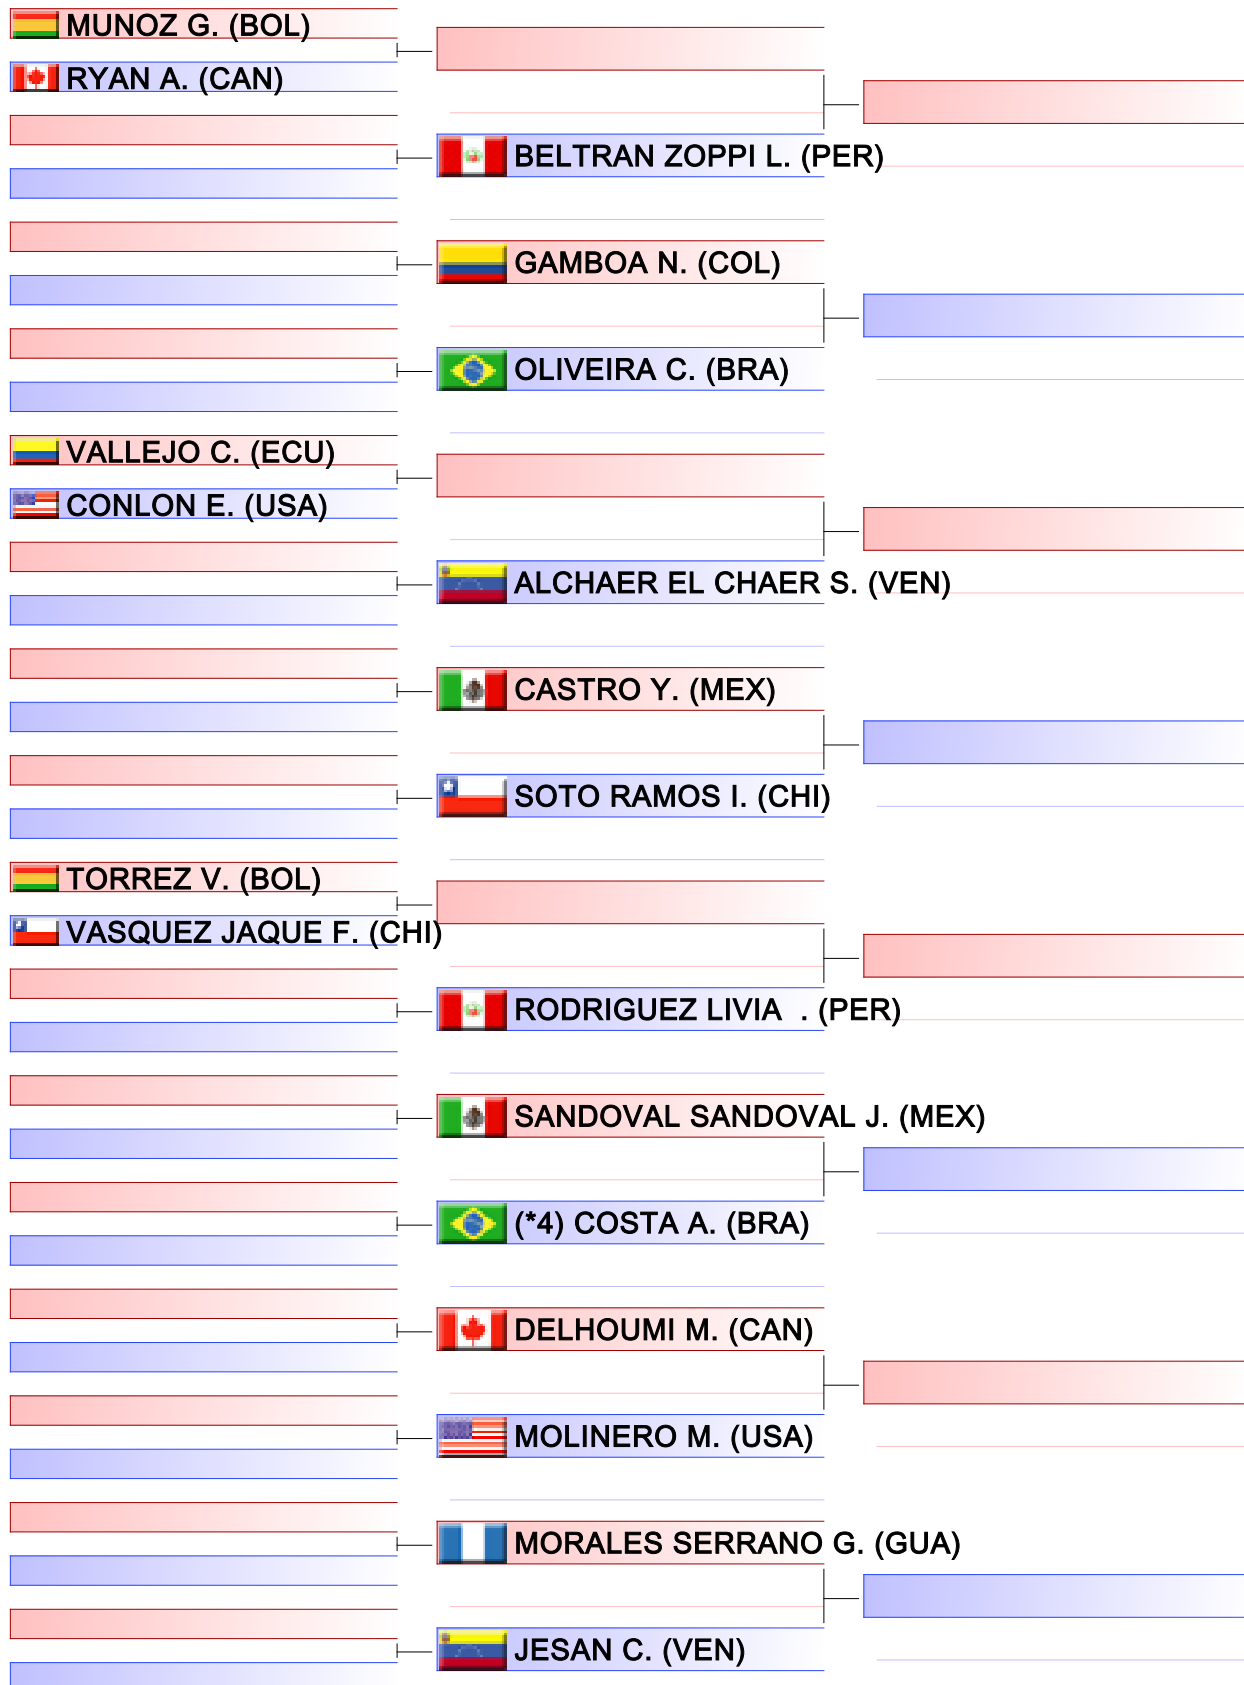 MUNOZ G. (BOL)
RYAN A. (CAN)
BELTRAN ZOPPI L. (PER)
GAMBOA N. (COL)
OLIVEIRA C. (BRA)
VALLEJO C. (ECU)
CONLON E. (USA)
ALCHAER EL CHAER S. (VEN)
CASTRO Y. (MEX)
SOTO RAMOS I. (CHI)
TORREZ V. (BOL)
VASQUEZ JAQUE F. (CHI)
RODRIGUEZ LIVIA  . (PER)
SANDOVAL SANDOVAL J. (MEX)
(*4) COSTA A. (BRA)
DELHOUMI M. (CAN)
MOLINERO M. (USA)
MORALES SERRANO G. (GUA)
JESAN C. (VEN)